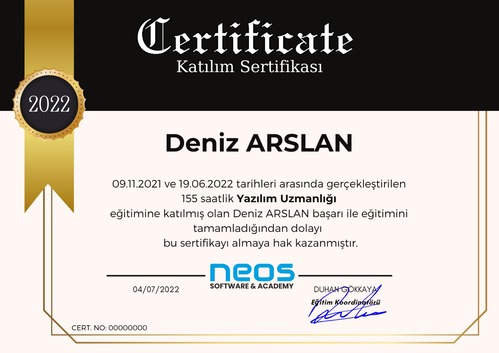 Certificate
Katılım Sertifikası
2022
Deniz ARSLAN
09.11.2021 ve 19.06.2022 tarihleri arasında gerçekleştirilen
155 saatlik Yazılım Uzmanlığı
eğitimine katılmış olan Deniz ARSLAN başarı ile eğitimini
tamamladığından dolayı
bu sertifikayı almaya hak kazanmıştır.
neos
SOFTWARE & ACADEMY
04/07/2022
DUHAN GÖKKAYA
Eğitim Koordinatörü
CERT. NO: 00000000